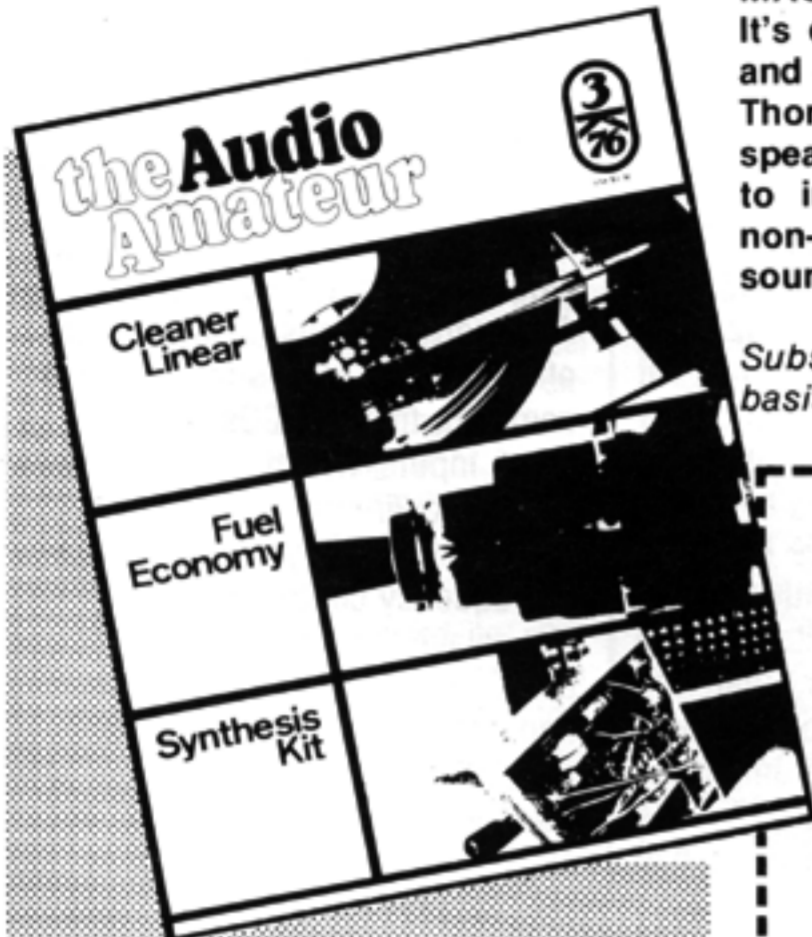 the Audio
Amateur
3
76
Cleaner
Linear
Fuel
Economy
Synthesis
Kit
It's
and
Thor
spea
to i
non-
soun
Subs
basi